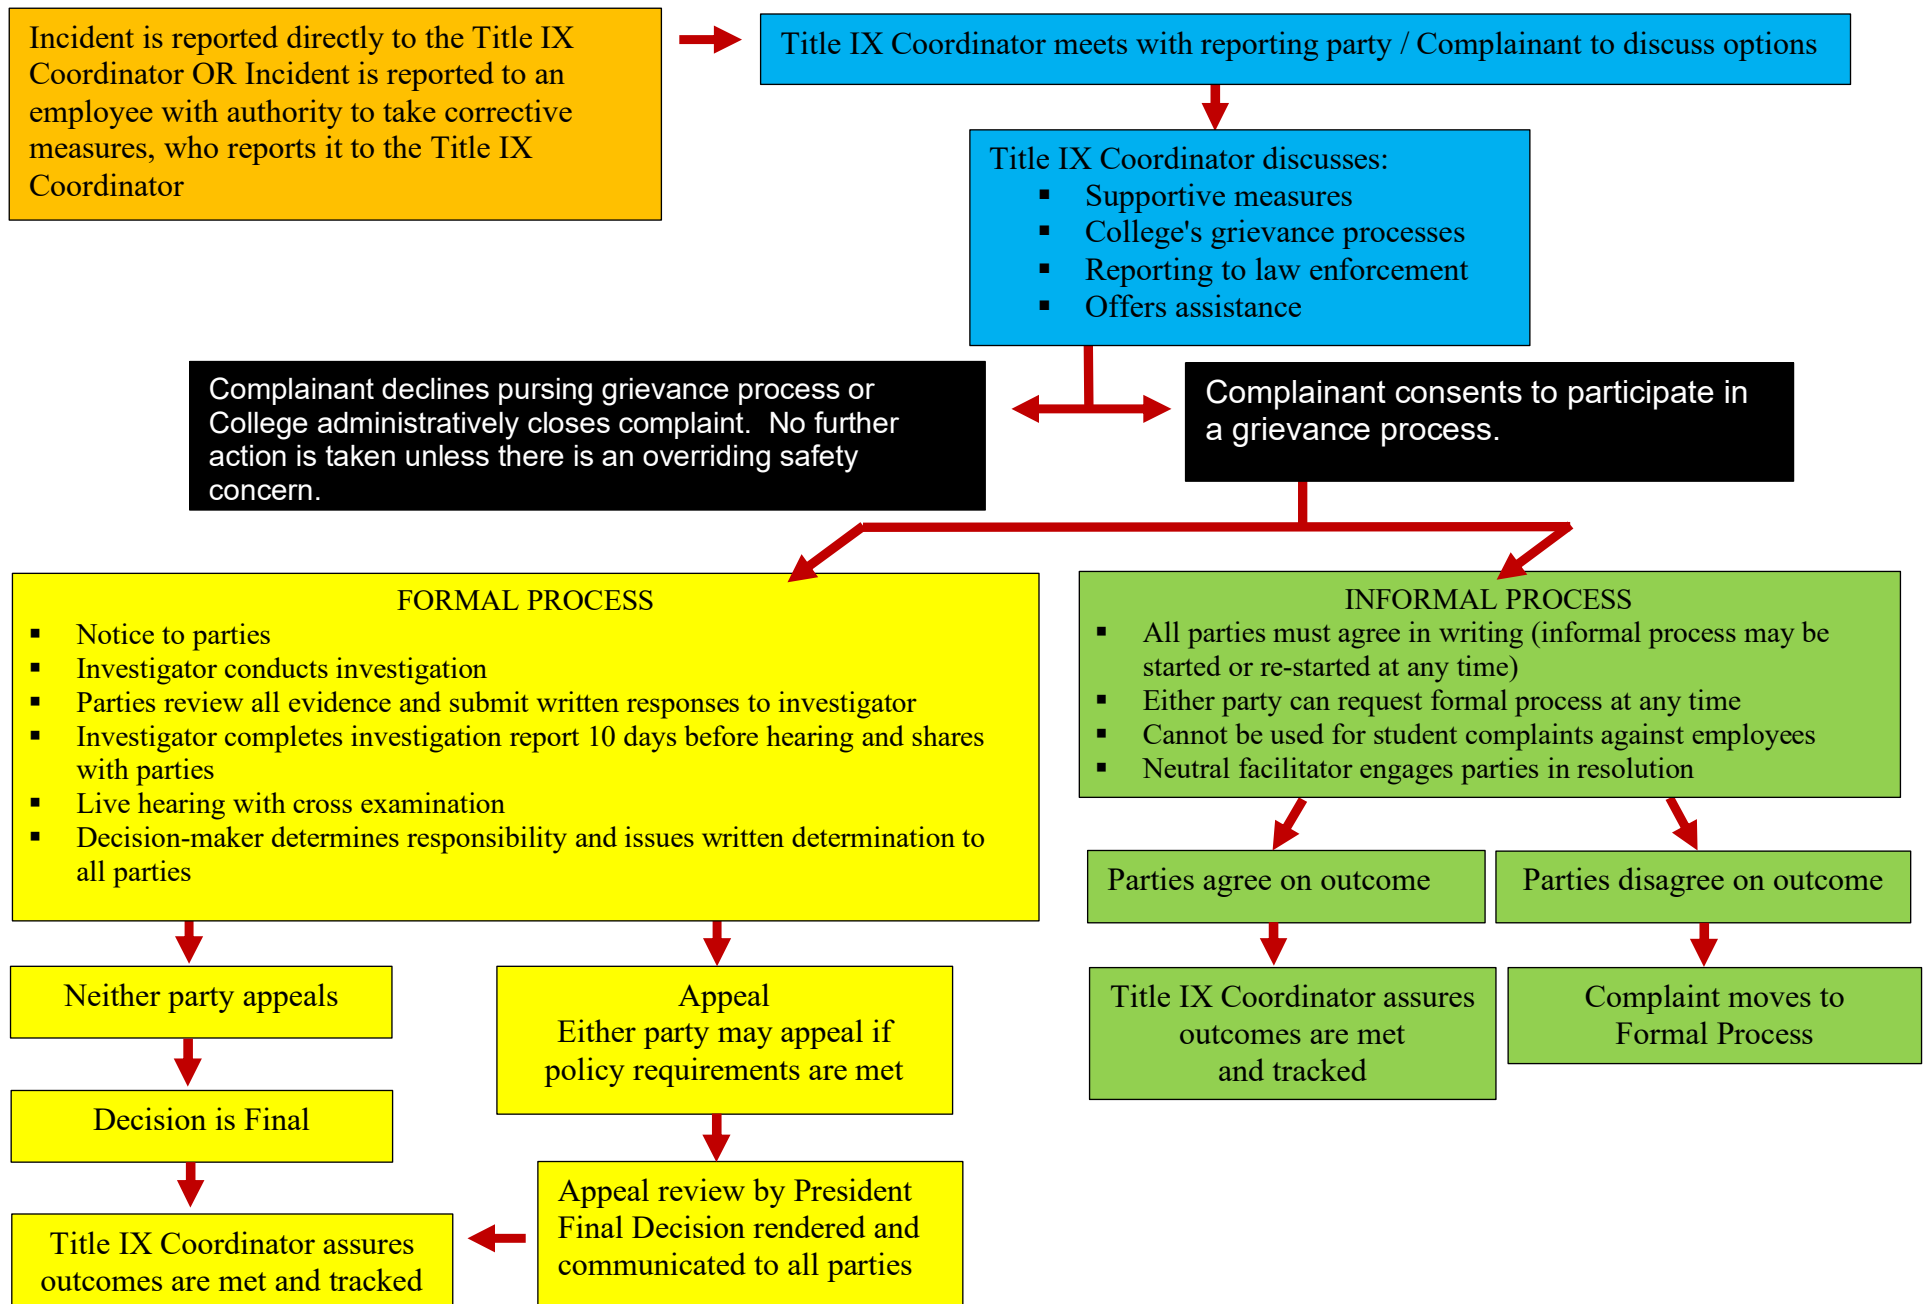 Incident is reported directly to the Title IX
Coordinator OR Incident is reported to an
employee with authority to take corrective
measures, who reports it to the Title IX
Coordinator
Title IX Coordinator meets with reporting party / Complainant to discuss options
Title IX Coordinator discusses:
▪ Supportive measures
▪ College's grievance processes
▪ Reporting to law enforcement
▪ Offers assistance
Complainant declines pursing grievance process or
College administratively closes complaint. No further
action is taken unless there is an overriding safety
concern.
Complainant consents to participate in
a grievance process.
FORMAL PROCESS
▪ Notice to parties
▪ Investigator conducts investigation
▪ Parties review all evidence and submit written responses to investigator
▪ Investigator completes investigation report 10 days before hearing and shares
with parties
▪ Live hearing with cross examination
▪ Decision-maker determines responsibility and issues written determination to
all parties
INFORMAL PROCESS
▪ All parties must agree in writing (informal process may be
started or re-started at any time)
▪ Either party can request formal process at any time
▪ Cannot be used for student complaints against employees
▪ Neutral facilitator engages parties in resolution
Parties agree on outcome
Parties disagree on outcome
Title IX Coordinator assures
outcomes are met
and tracked
Complaint moves to
Formal Process
Neither party appeals
Appeal
Either party may appeal if
policy requirements are met
Decision is Final
Appeal review by President
Final Decision rendered and
communicated to all parties
Title IX Coordinator assures
outcomes are met and tracked